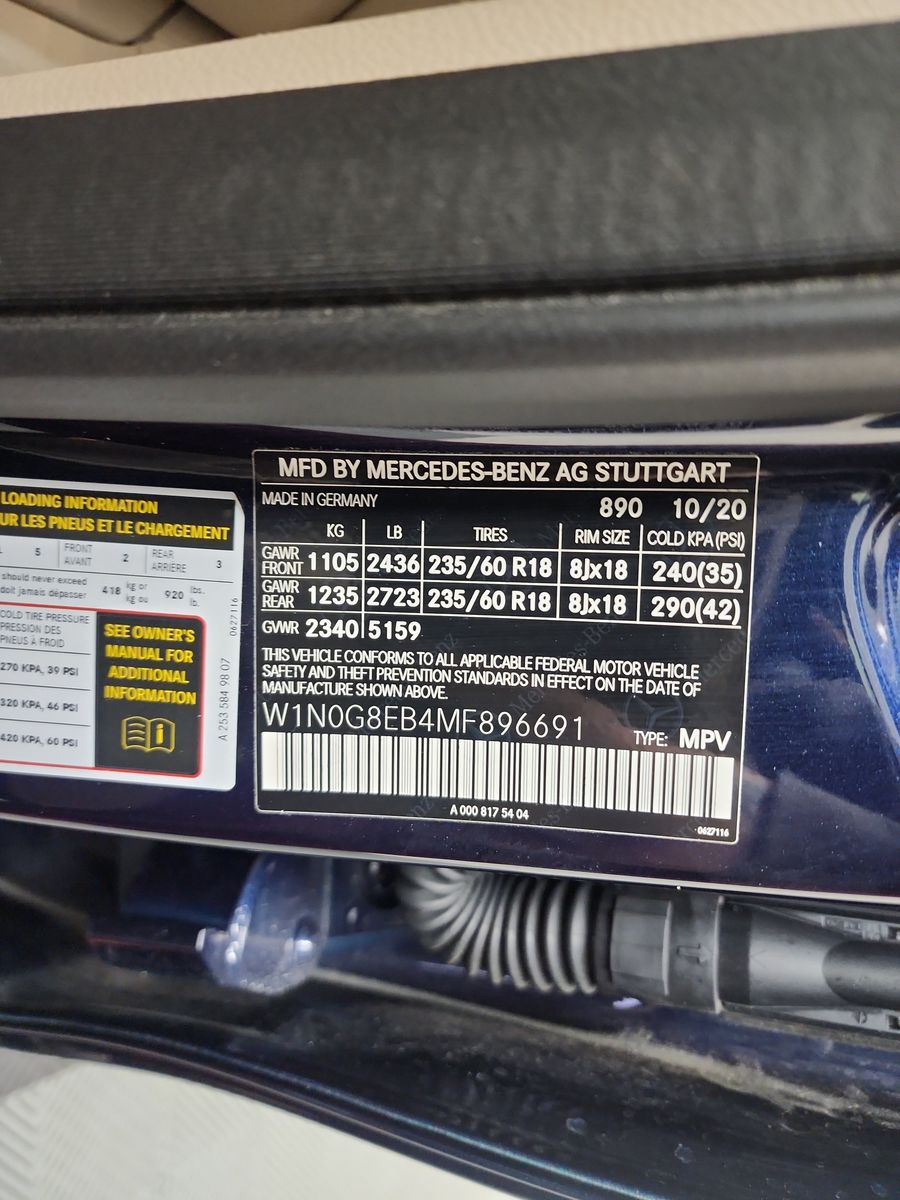 LOADING INFORMATION
UR LES PNEUS ET LE CHARGEMENT
5 FRONT AVANT 2 REAR ARRIÈRE 3
should never exceed
doit jamais dépasser 418 kg or kg ou 920 lbs. lb.
COLD TIRE PRESSURE
PRESSION DES
PNEUS À FROID
270 KPA, 39 PSI
320 KPA, 46 PSI
420 KPA, 60 PSI
SEE OWNER'S
MANUAL FOR
ADDITIONAL
INFORMATION
A 253 584 98 07
0627116
MFD BY MERCEDES-BENZ AG STUTTGART
MADE IN GERMANY 890 10/20
KG LB TIRES RIM SIZE COLD KPA (PSI)
GAWR FRONT 1105 2436 235/60 R18 8Jx18 240(35)
GAWR REAR 1235 2723 235/60 R18 8Jx18 290(42)
GVWR 2340 5159
THIS VEHICLE CONFORMS TO ALL APPLICABLE FEDERAL MOTOR VEHICLE
SAFETY AND THEFT PREVENTION STANDARDS IN EFFECT ON THE DATE OF
MANUFACTURE SHOWN ABOVE.
W1N0G8EB4MF896691 TYPE: MPV
A 000 817 54 04
0627116